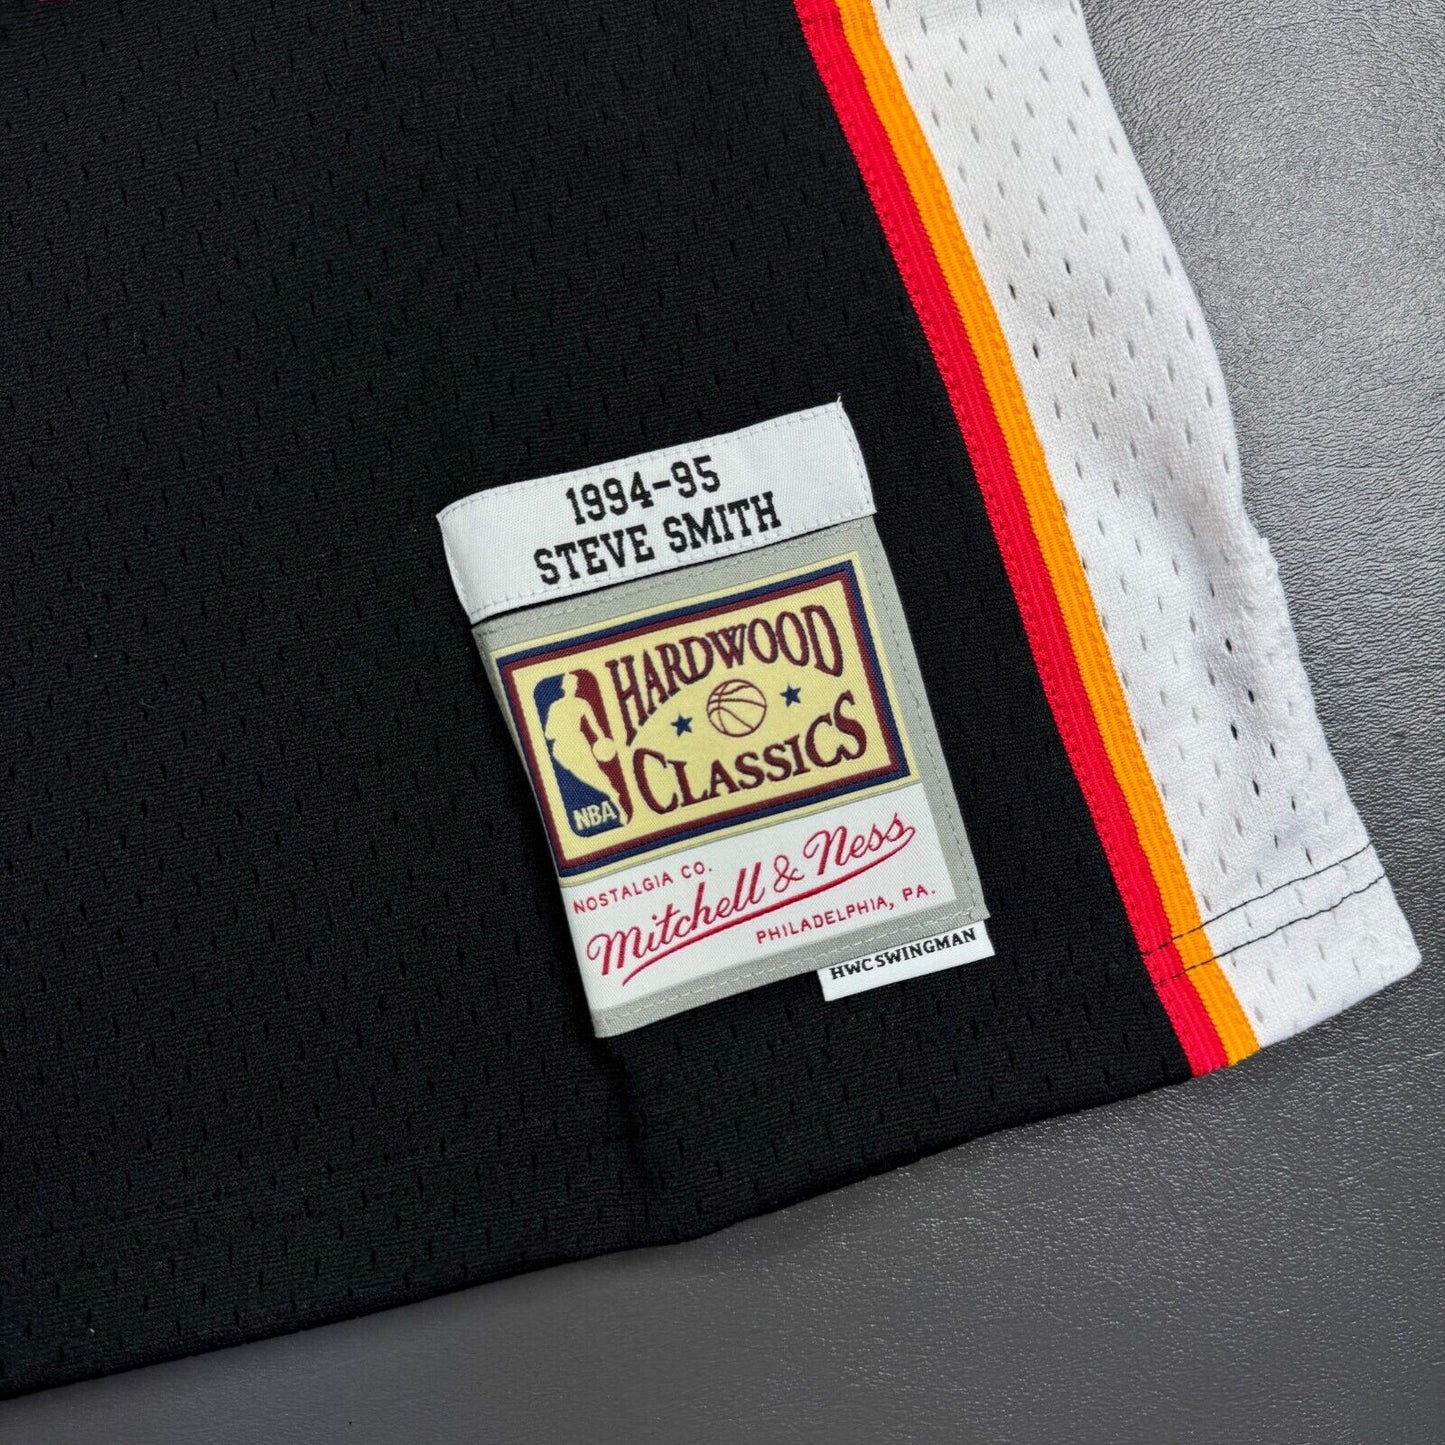 1994-95
STEVE SMITH
HARDWOOD
CLASSICS
NBA
NOSTALGIA CO.
Mitchell & Ness
PHILADELPHIA, PA.
HWC SWINGMAN